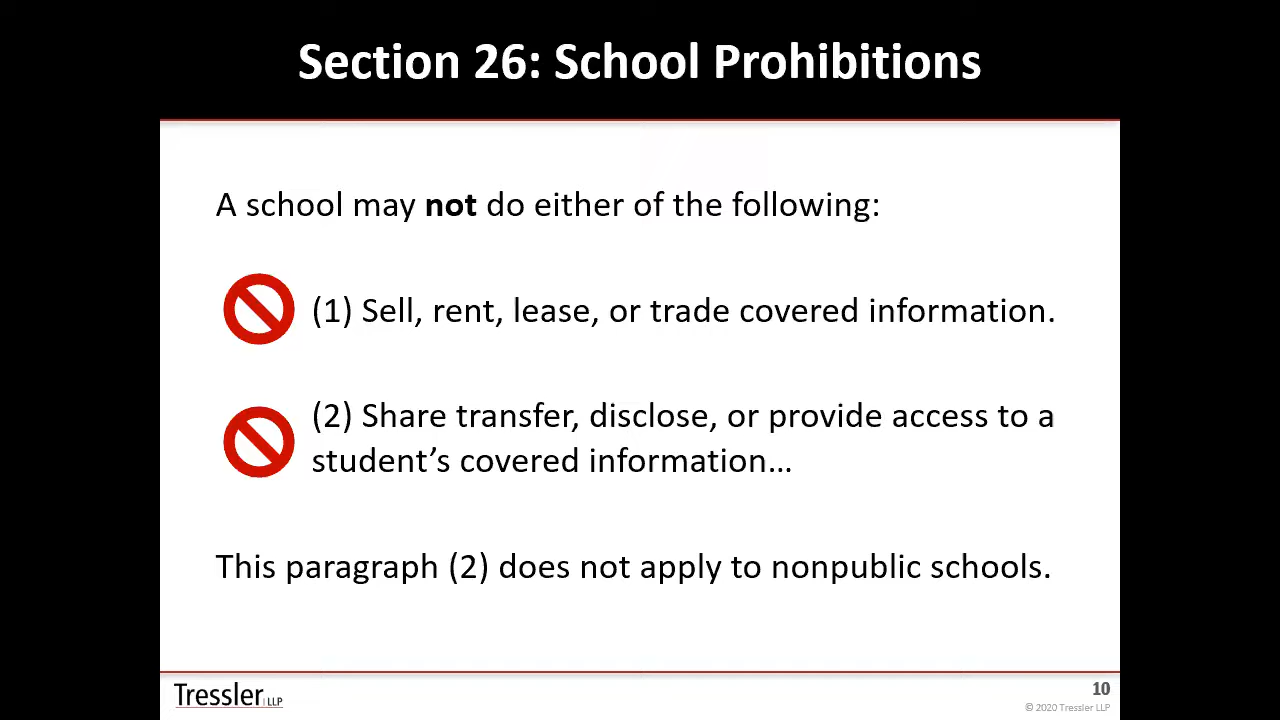 Section 26: School Prohibitions
A school may not do either of the following:
(1) Sell, rent, lease, or trade covered information.
(2) Share transfer, disclose, or provide access to a
student’s covered information…
This paragraph (2) does not apply to nonpublic schools.
Tressler LLP
10
© 2020 Tressler LLP